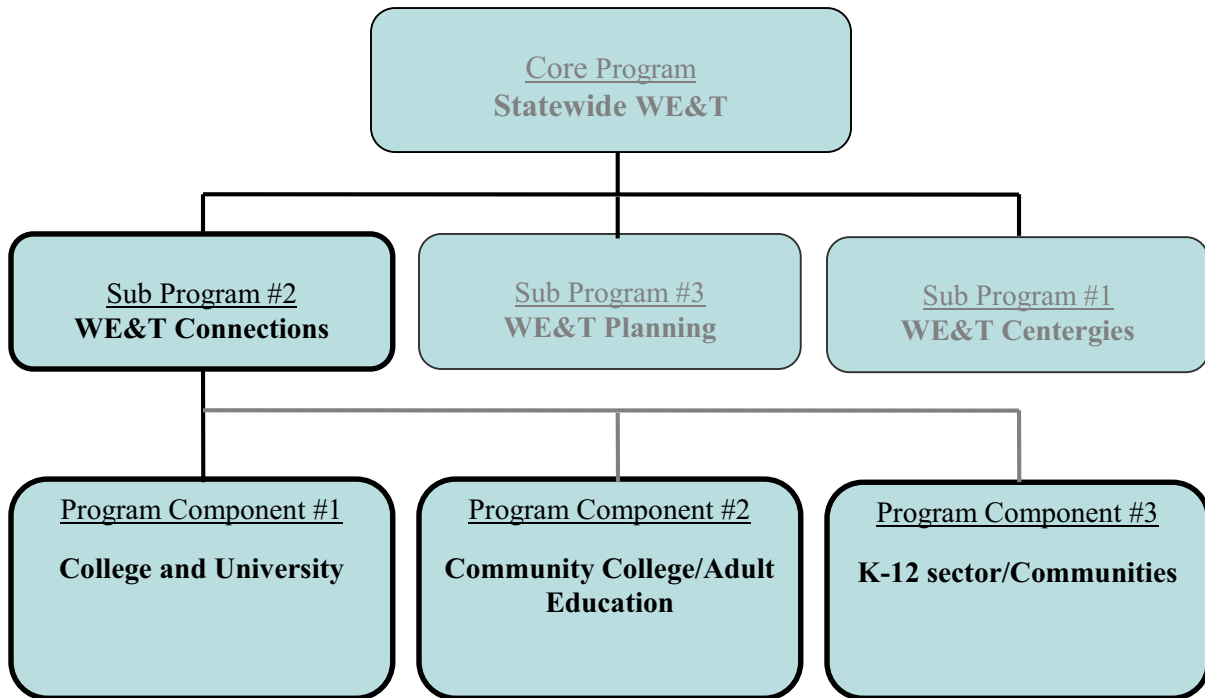 Core Program
Statewide WE&T
Sub Program #2
WE&T Connections
Sub Program #3
WE&T Planning
Sub Program #1
WE&T Centergies
Program Component #1
College and University
Program Component #2
Community College/Adult
Education
Program Component #3
K-12 sector/Communities